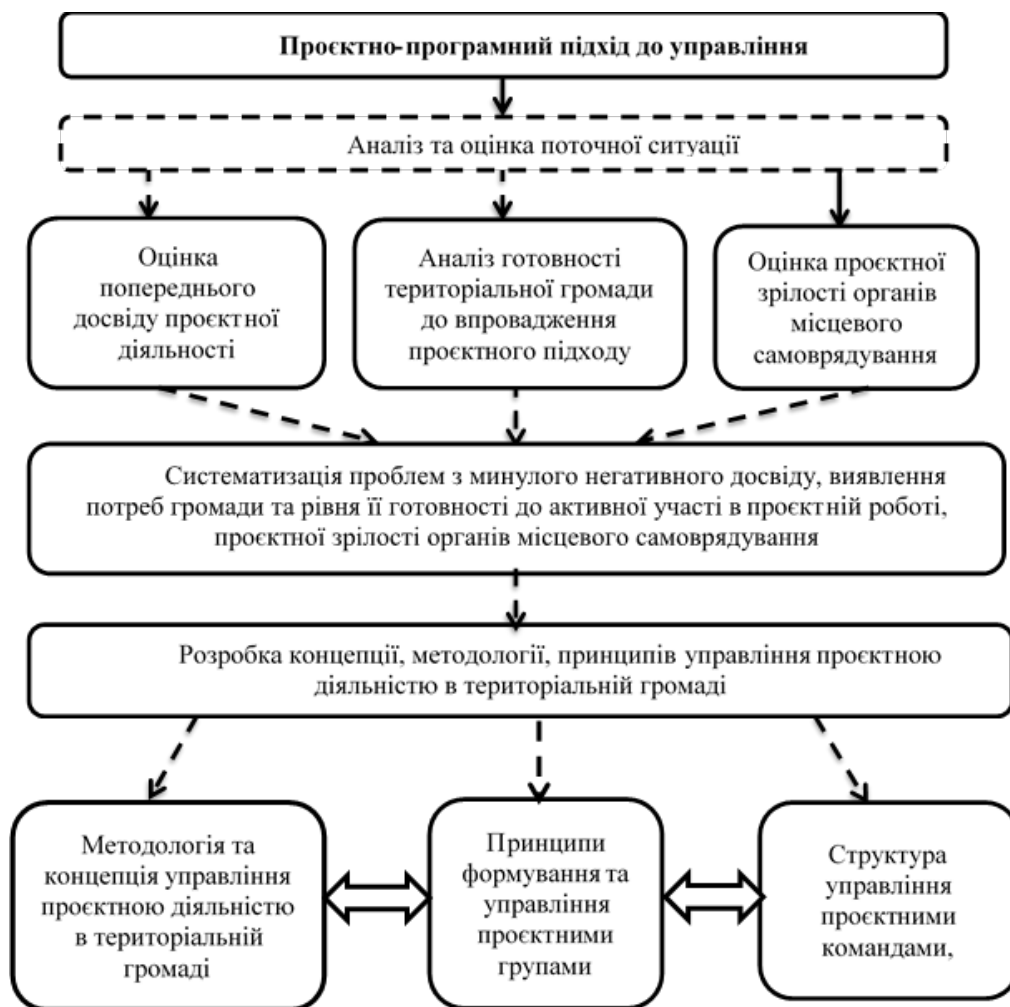 Проєктно-програмний підхід до управління
Аналіз та оцінка поточної ситуації
Оцінка
попереднього
досвіду проєктної
діяльності
Аналіз готовності
територіальної громади
до впровадження
проєктного підходу
Оцінка проєктної
зрілості органів
місцевого
самоврядування
Систематизація проблем з минулого негативного досвіду, виявлення
потреб громади та рівня її готовності до активної участі в проєктній роботі,
проєктної зрілості органів місцевого самоврядування
Розробка концепції, методології, принципів управління проєктною
діяльністю в територіальній громаді
Методологія та
концепція управління
проєктною діяльністю
в територіальній
громаді
Принципи
формування та
управління
проєктними
групами
Структура
управління
проєктними
командами,